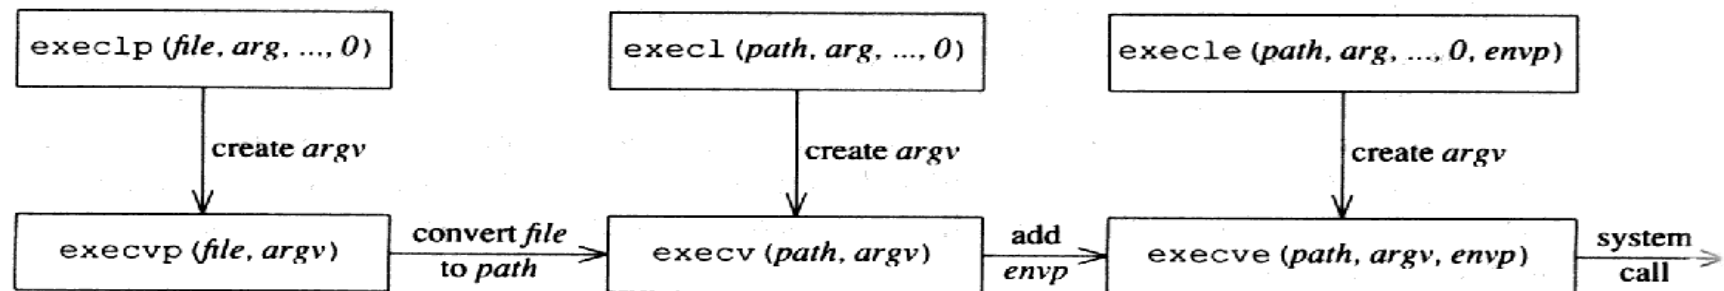 execlp (file, arg, ..., 0)
execl (path, arg, ..., 0)
execle (path, arg, ..., 0, envp)
create argv
create argv
create argv
execvp (file, argv)
convert file
to path
execv (path, argv)
add
envp
execve (path, argv, envp)
system
call